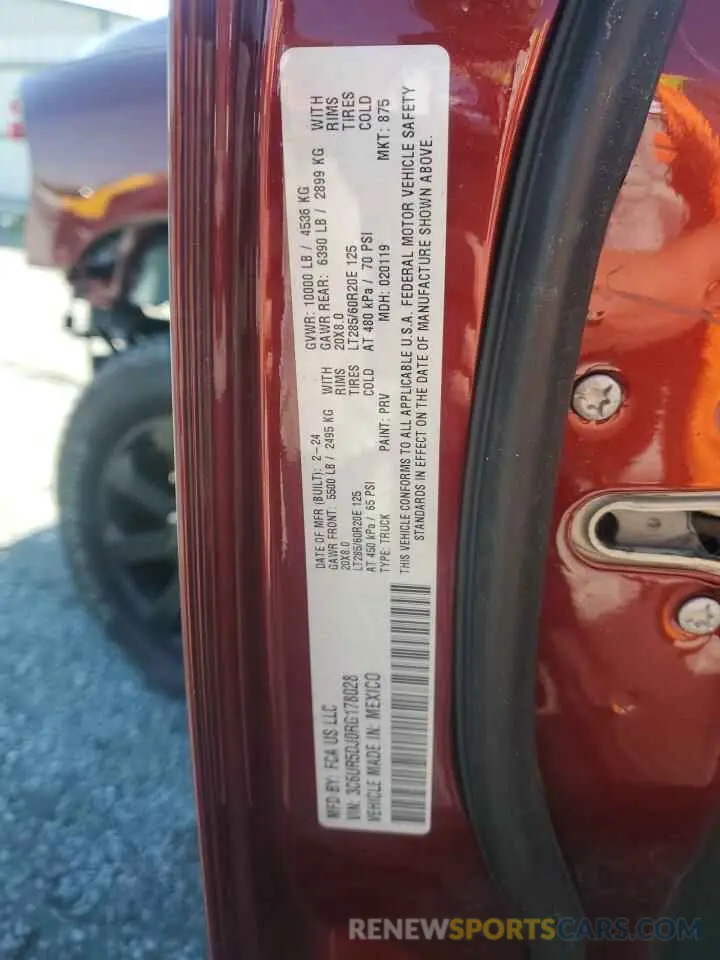 MFD BY: FCA US LLC
DATE OF MFR (BUILT): 2-24
GVWR: 10000 LB / 4536 KG
GAWR FRONT: 5500 LB / 2495 KG WITH
20X8.0 RIMS
LT285/60R20E 125 TIRES
AT 450 kPa / 65 PSI COLD
GAWR REAR: 6390 LB / 2899 KG WITH
20X8.0 RIMS
LT285/60R20E 125 TIRES
AT 480 kPa / 70 PSI COLD
VIN: 3C6UR5DJ0RG178028
TYPE: TRUCK PAINT: PRV MDH: 020119 MKT: 875
VEHICLE MADE IN: MEXICO
THIS VEHICLE CONFORMS TO ALL APPLICABLE U.S.A. FEDERAL MOTOR VEHICLE SAFETY
STANDARDS IN EFFECT ON THE DATE OF MANUFACTURE SHOWN ABOVE.
RENEWSPORTSCARS.COM